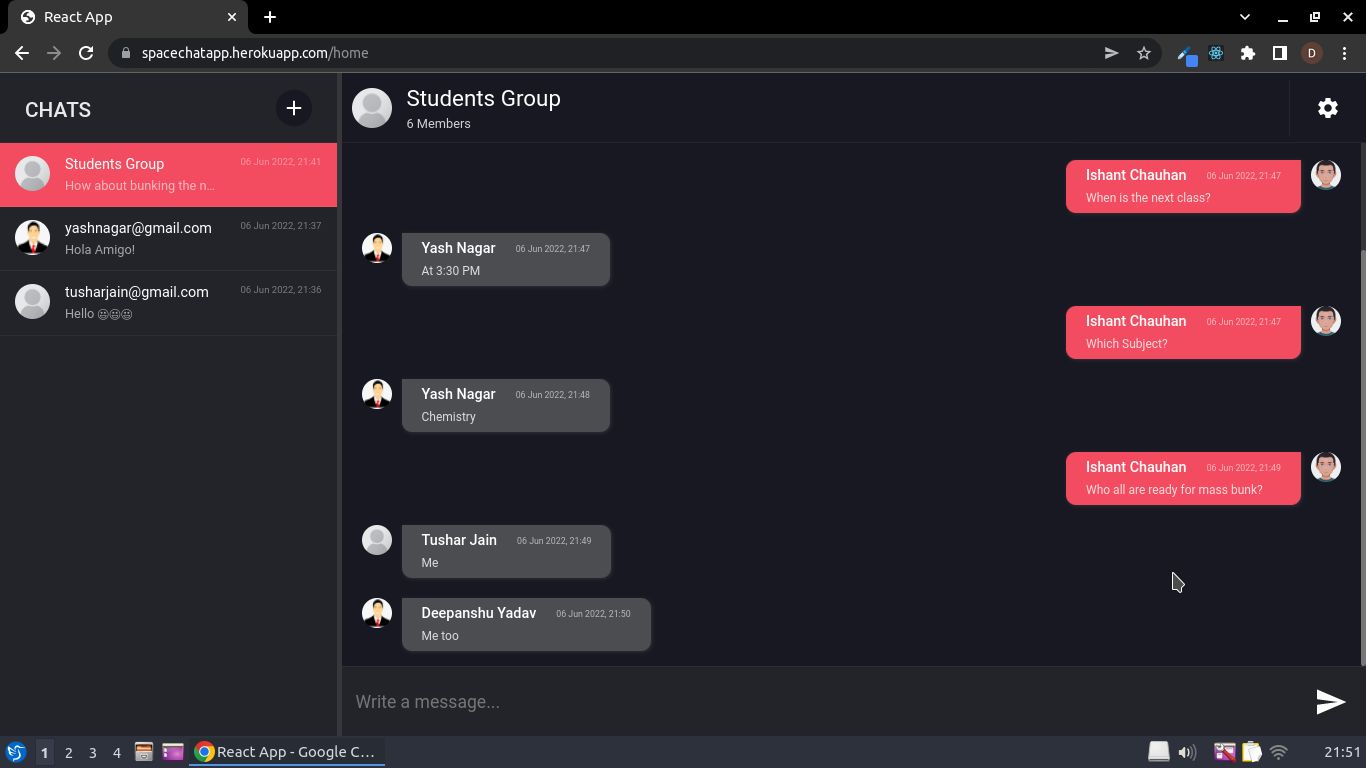 React App
spacechatapp.herokuapp.com/home
D
CHATS
Students Group 06 Jun 2022, 21:41
How about bunking the n...
yashnagar@gmail.com 06 Jun 2022, 21:37
Hola Amigo!
tusharjain@gmail.com 06 Jun 2022, 21:36
Hello
Students Group
6 Members
Ishant Chauhan 06 Jun 2022, 21:47
When is the next class?
Yash Nagar 06 Jun 2022, 21:47
At 3:30 PM
Ishant Chauhan 06 Jun 2022, 21:47
Which Subject?
Yash Nagar 06 Jun 2022, 21:48
Chemistry
Ishant Chauhan 06 Jun 2022, 21:49
Who all are ready for mass bunk?
Tushar Jain 06 Jun 2022, 21:49
Me
Deepanshu Yadav 06 Jun 2022, 21:50
Me too
Write a message...
1 2 3 4 React App - Google C... 21:51